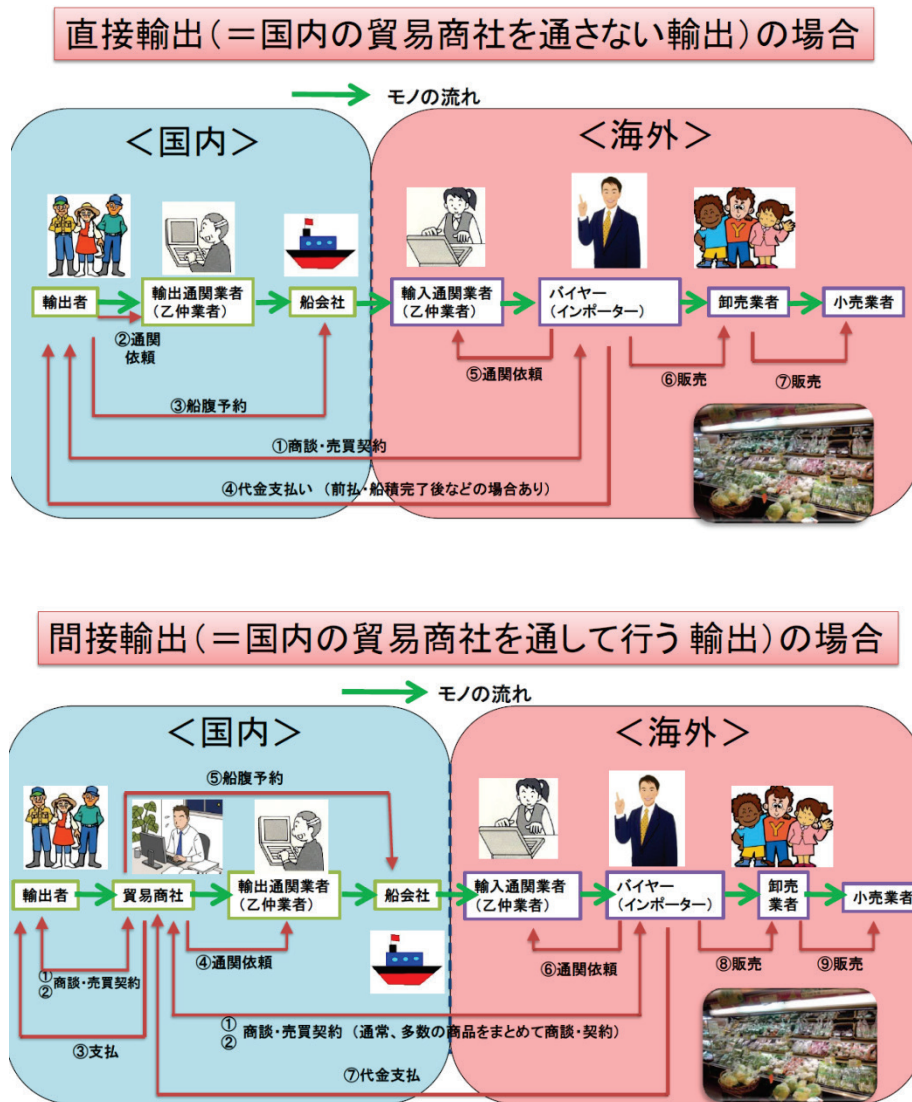 直接輸出（＝国内の貿易商社を通さない輸出）の場合
モノの流れ
＜国内＞
＜海外＞
輸出者
輸出通関業者
（乙仲業者）
船会社
輸入通関業者
（乙仲業者）
バイヤー
（インポーター）
卸売業者
小売業者
②通関
依頼
⑤通関依頼
⑥販売
⑦販売
③船腹予約
①商談・売買契約
④代金支払い （前払・船積完了後などの場合あり）
間接輸出（＝国内の貿易商社を通して行う 輸出）の場合
モノの流れ
＜国内＞
＜海外＞
⑤船腹予約
輸出者
貿易商社
輸出通関業者
（乙仲業者）
船会社
輸入通関業者
（乙仲業者）
バイヤー
（インポーター）
卸売
業者
小売業者
④通関依頼
⑥通関依頼
⑧販売
⑨販売
①
② 商談・売買契約
①
② 商談・売買契約 （通常、多数の商品をまとめて商談・契約）
③支払
⑦代金支払